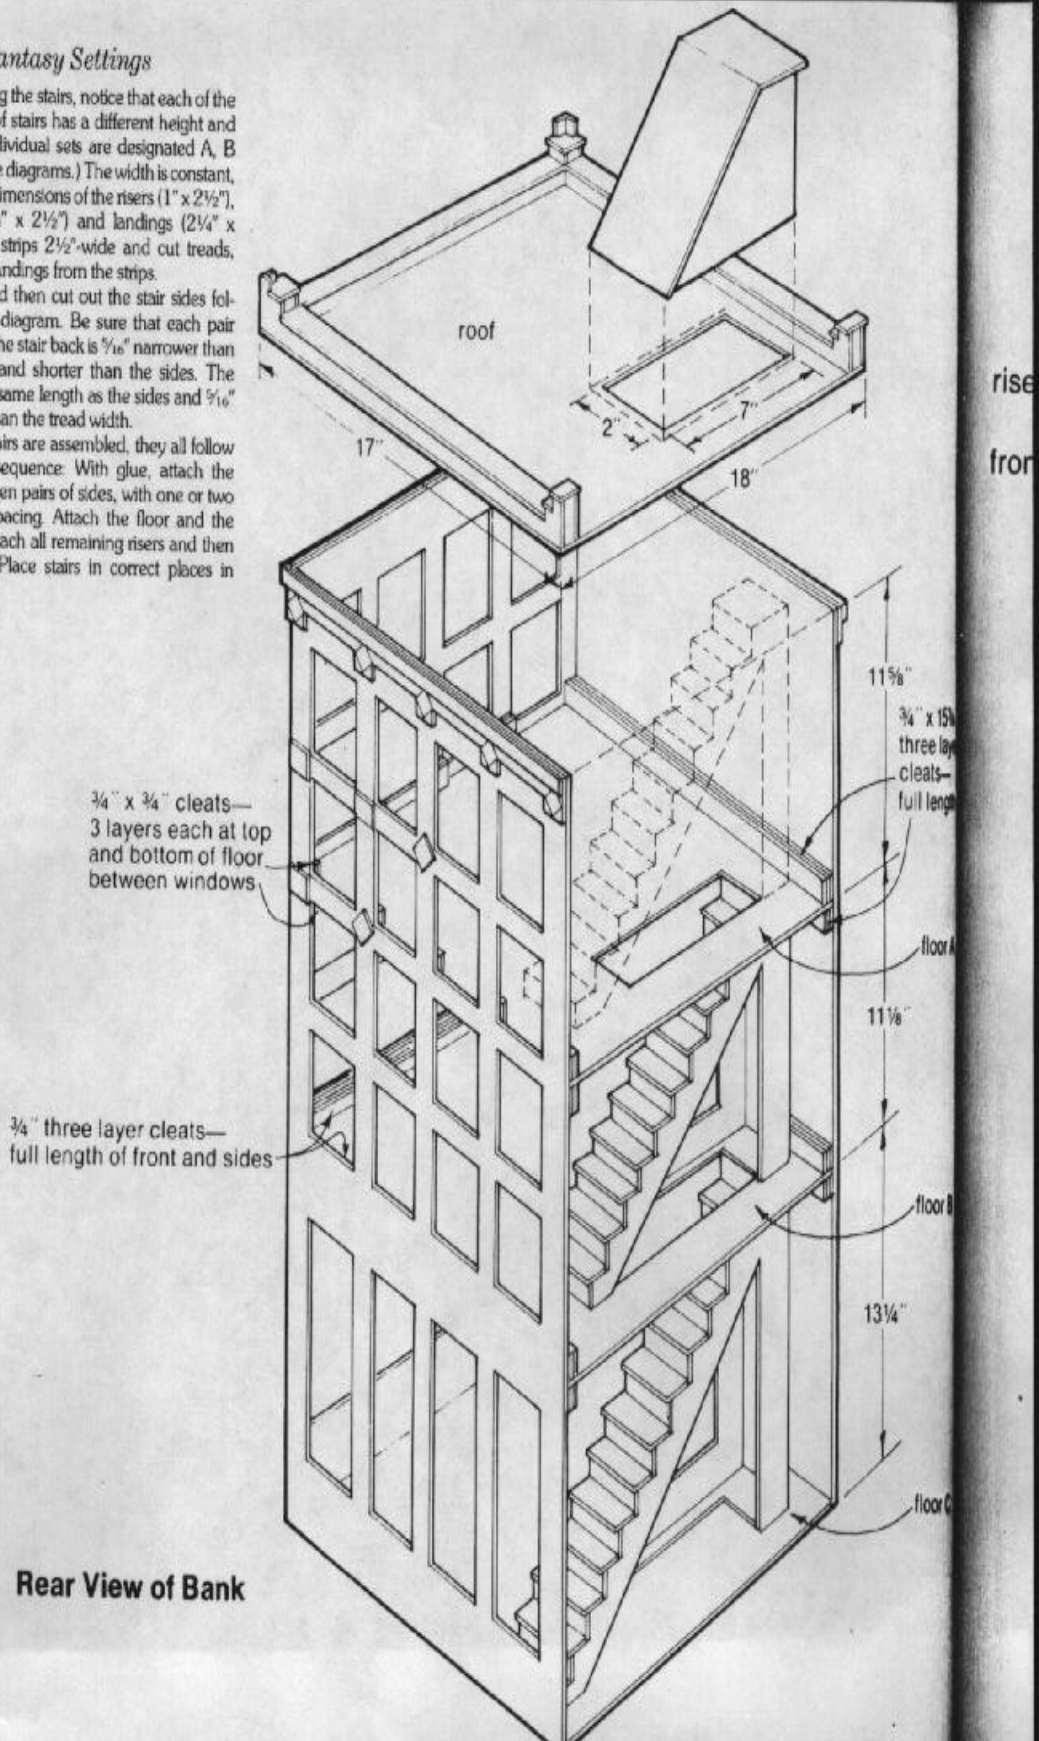 antasy Settings
g the stairs, notice that each of the
f stairs has a different height and
dividual sets are designated A, B
e diagrams.) The width is constant,
imensions of the risers (1" x 2½"),
" x 2½") and landings (2¼" x
strips 2½"-wide and cut treads,
andings from the strips.
d then cut out the stair sides fol-
diagram. Be sure that each pair
he stair back is 5/16" narrower than
and shorter than the sides. The
same length as the sides and 5/16"
an the tread width.
airs are assembled, they all follow
equence: With glue, attach the
en pairs of sides, with one or two
pacing. Attach the floor and the
ach all remaining risers and then
Place stairs in correct places in
roof
2"
7"
17"
18"
rise
fron
11⅝"
¾" x 15
three lay
cleats—
full length
¾" x ¾" cleats—
3 layers each at top
and bottom of floor
between windows
floor A
11⅛"
¾" three layer cleats—
full length of front and sides
floor B
13¼"
floor C
Rear View of Bank